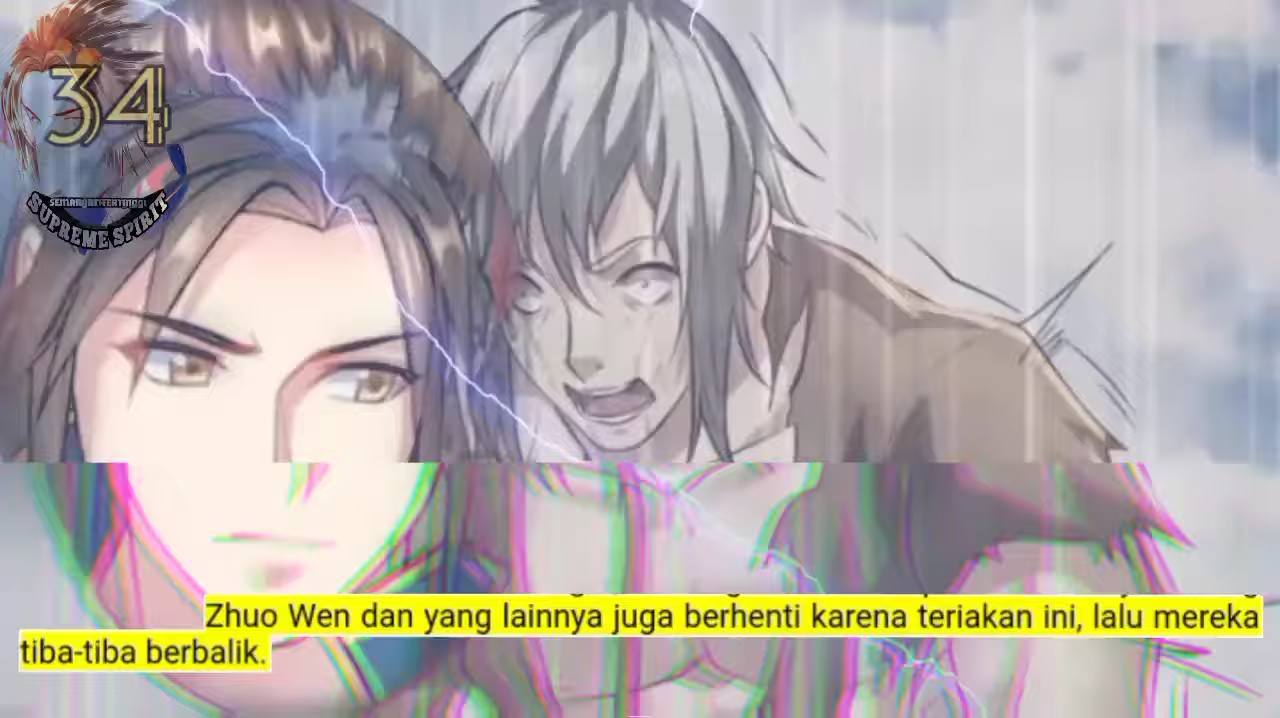 34
SUPREME SPIRIT
Zhuo Wen dan yang lainnya juga berhenti karena teriakan ini, lalu mereka
tiba-tiba berbalik.